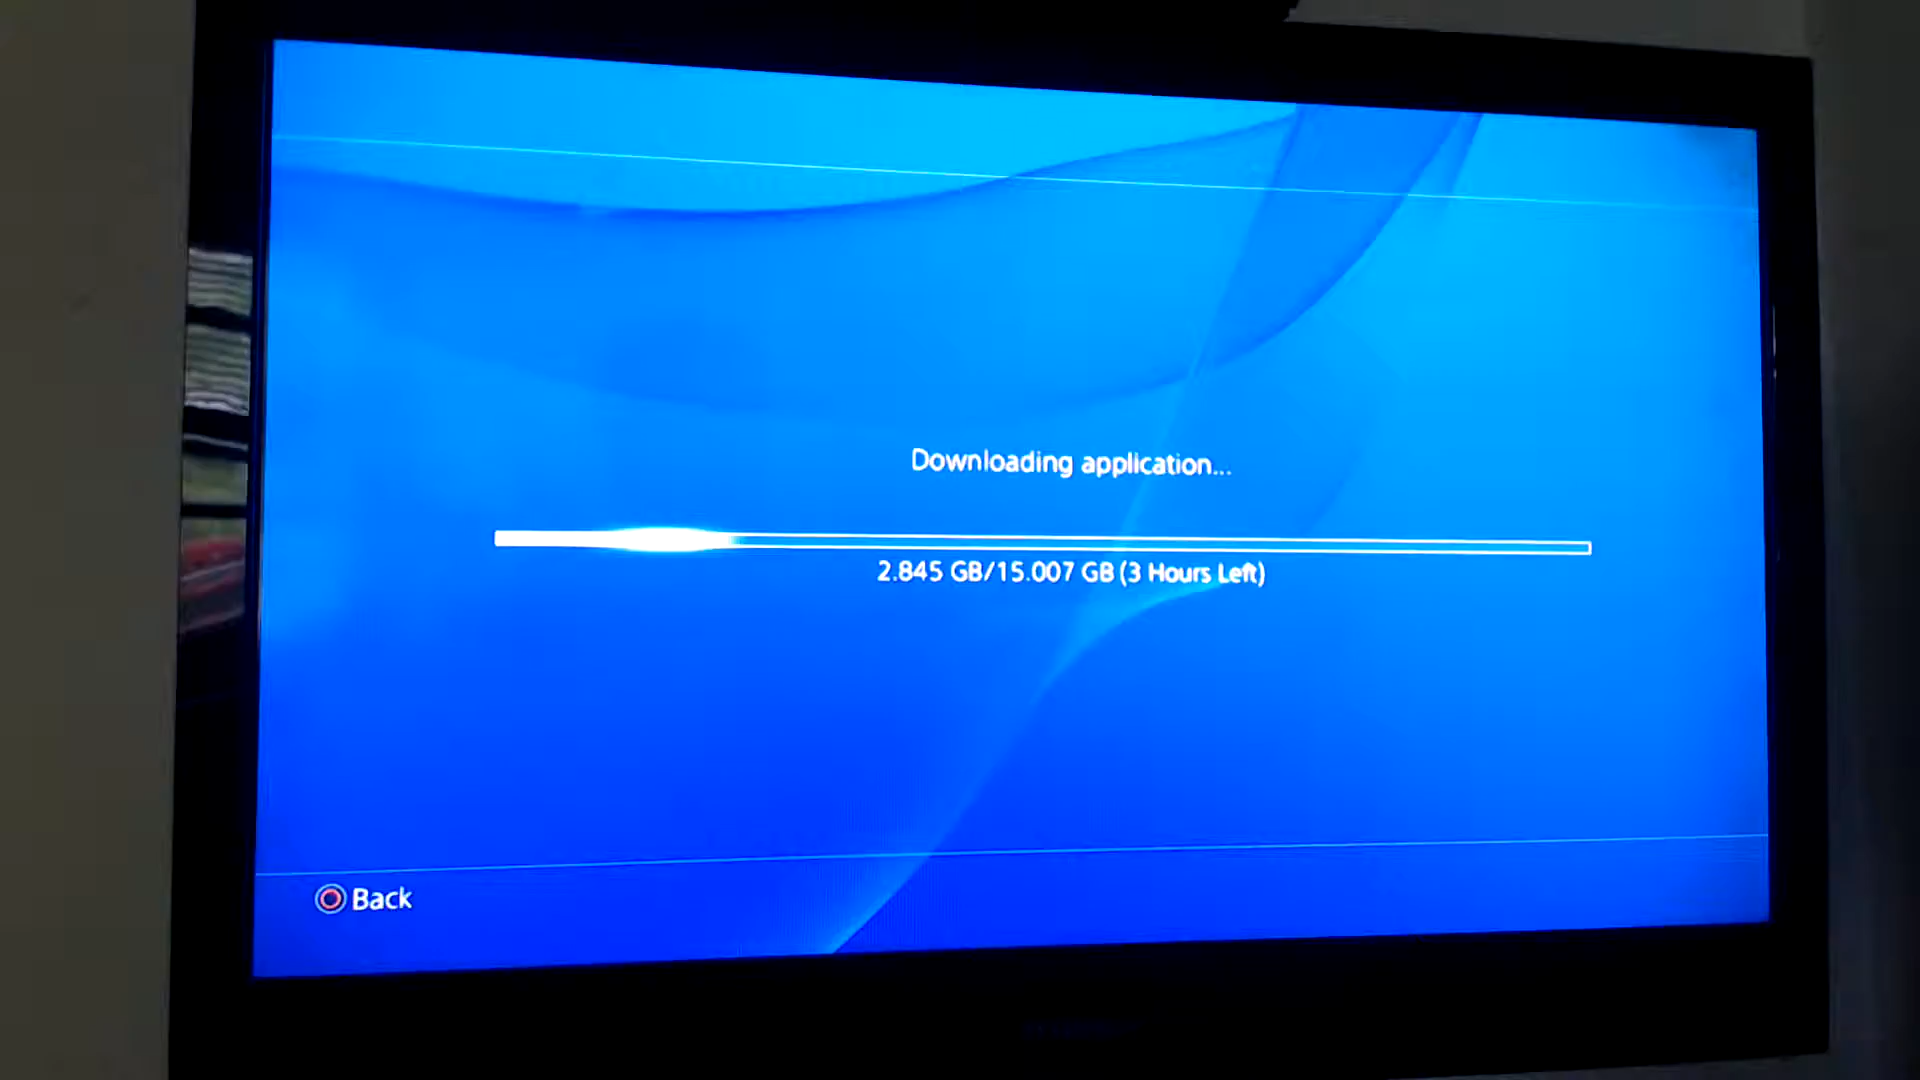 Downloading application...
2.845 GB/15.007 GB (3 Hours Left)
Back